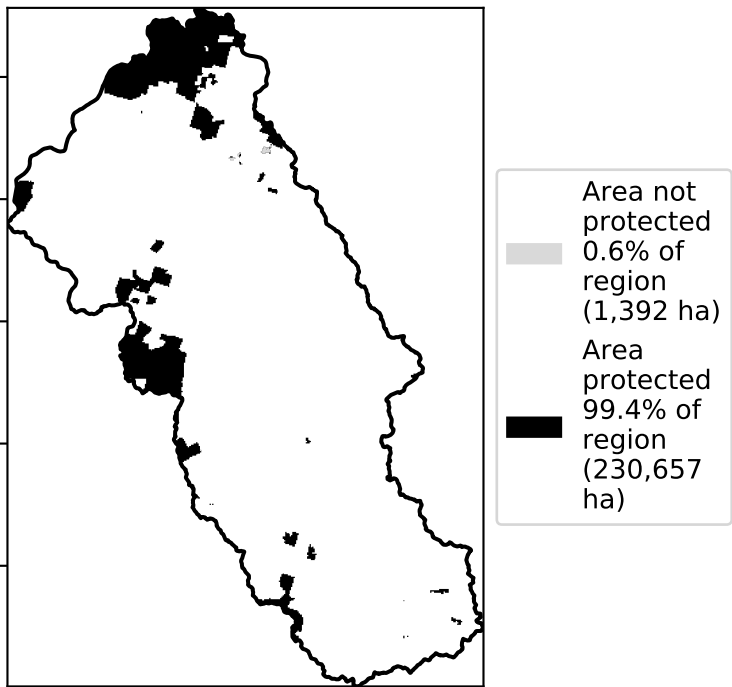 Area not
protected
0.6% of
region
(1,392 ha)
Area
protected
99.4% of
region
(230,657
ha)